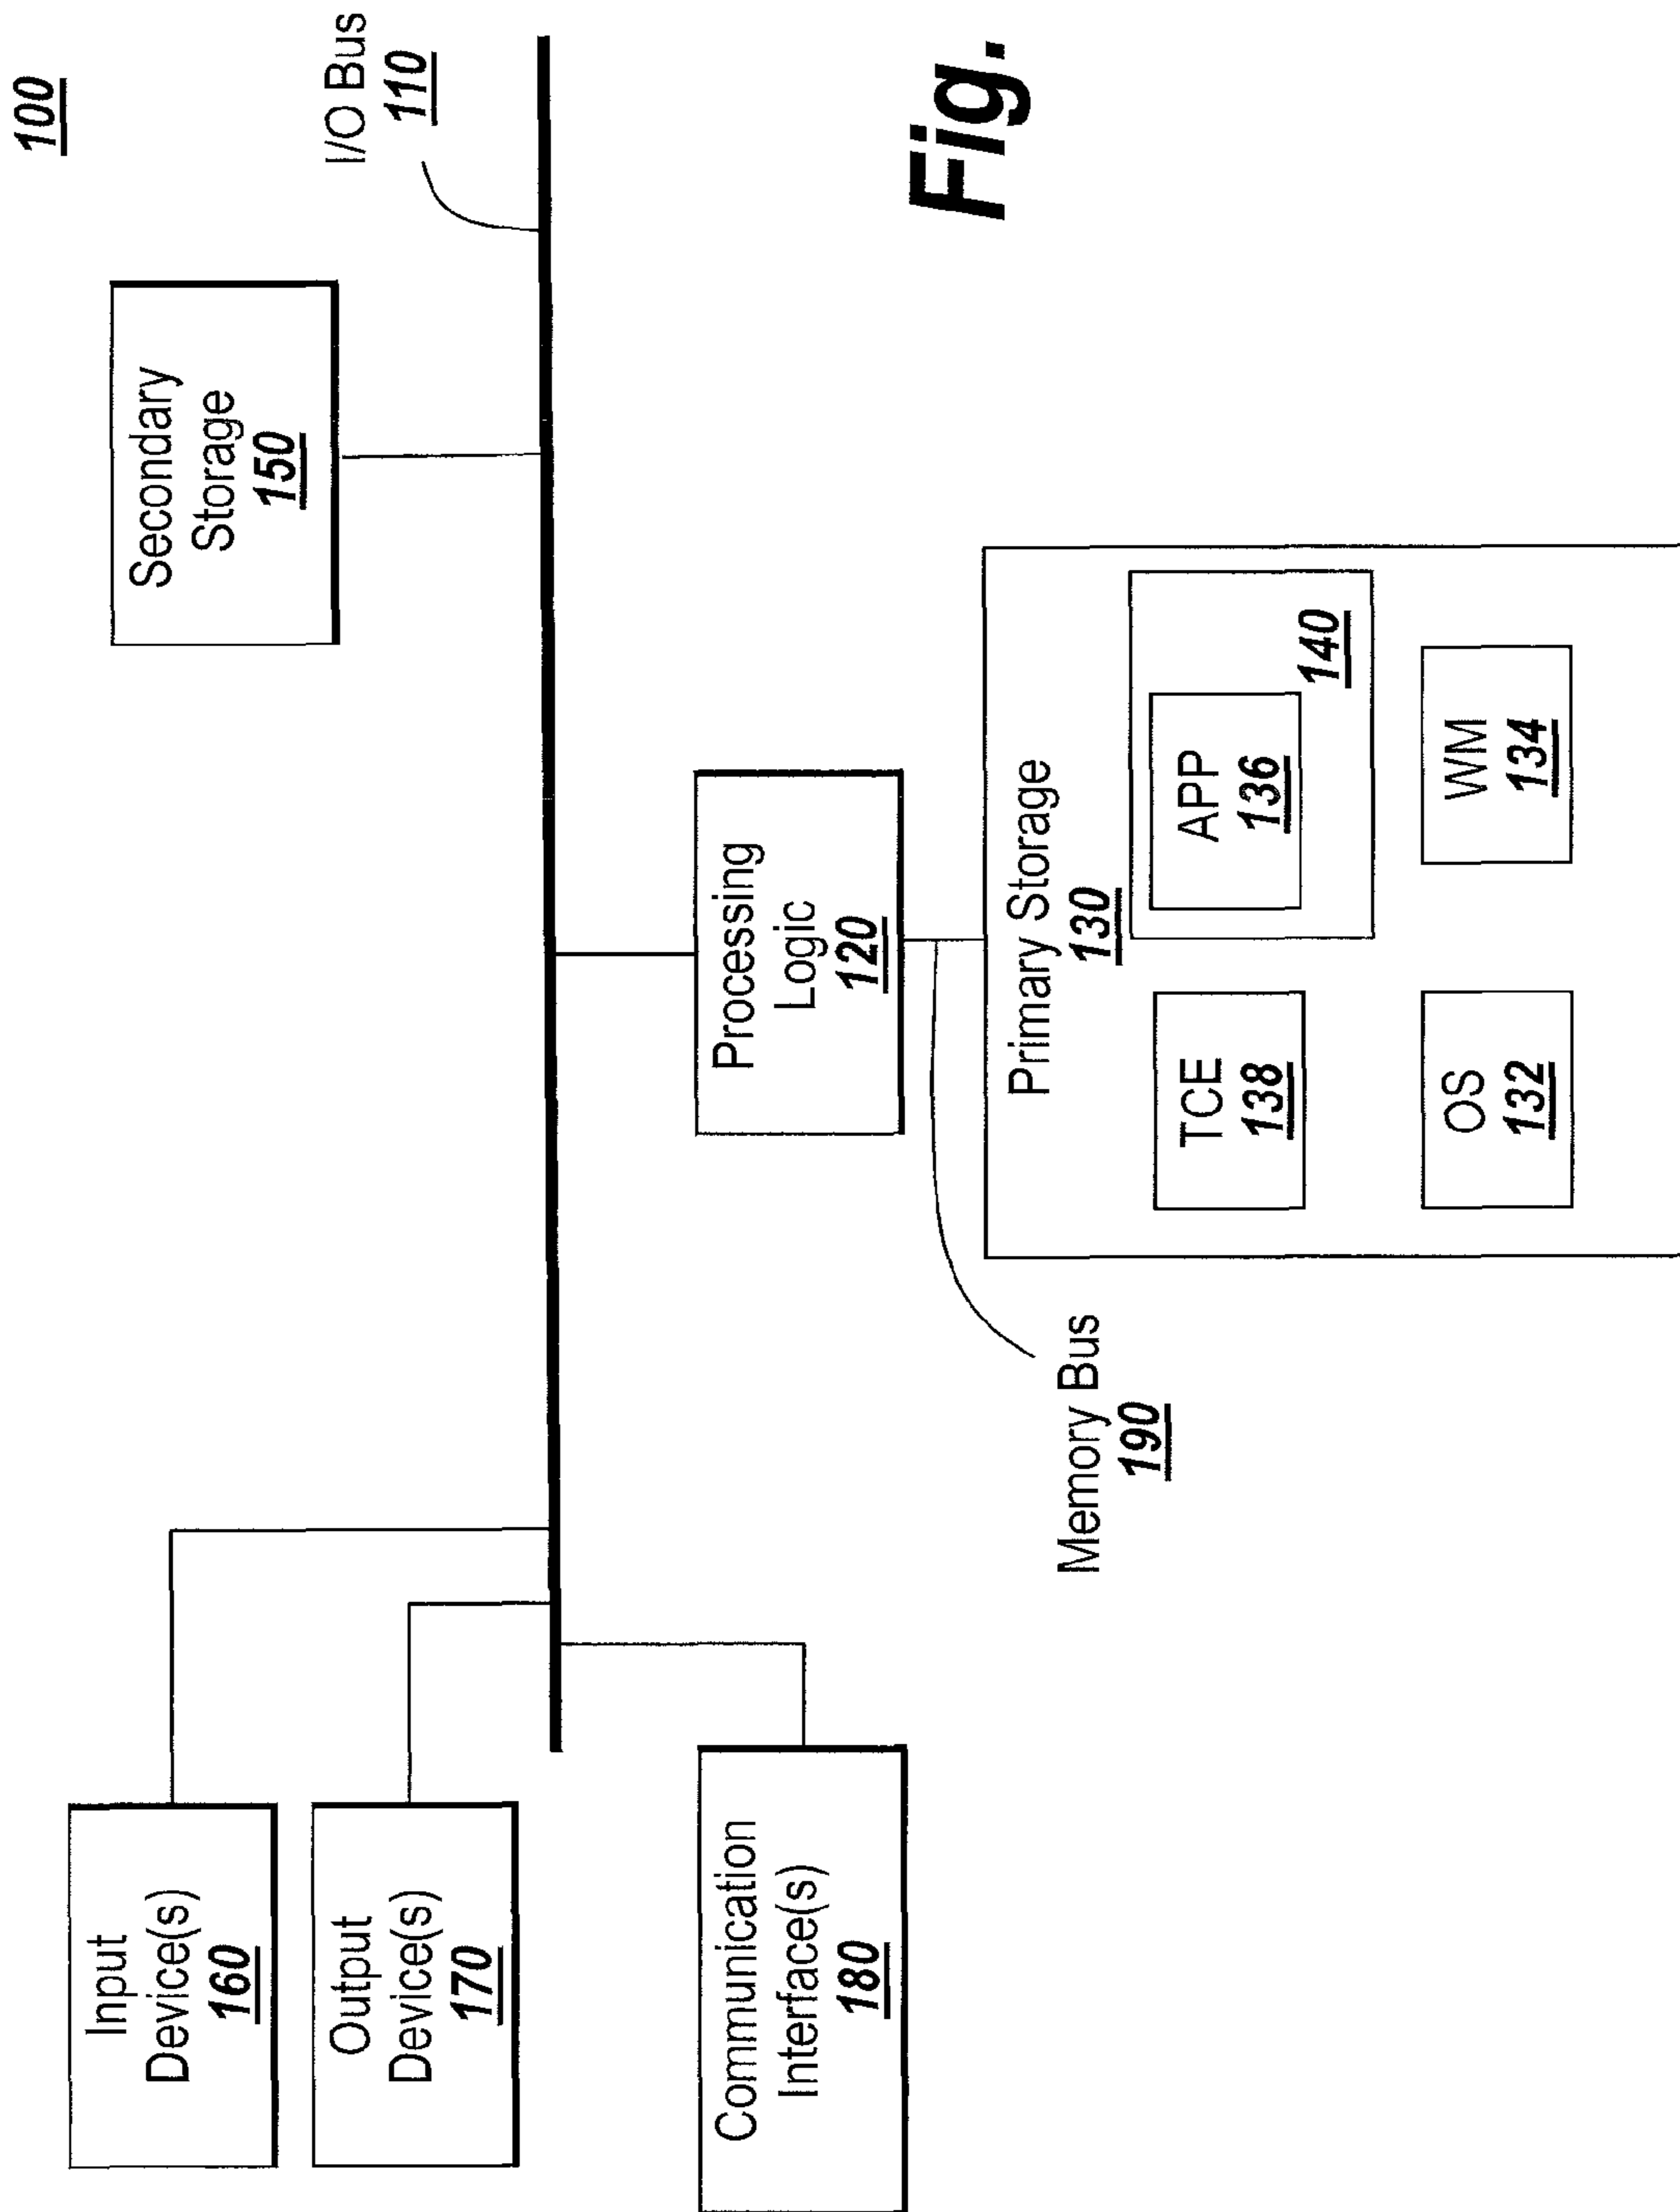 100
I/O Bus
110
Secondary
Storage
150
Input
Device(s)
160
Output
Device(s)
170
Communication
Interface(s)
180
Processing
Logic
120
Memory Bus
190
Primary Storage
130
TCE
138
APP
136
140
OS
132
WM
134
Fig.